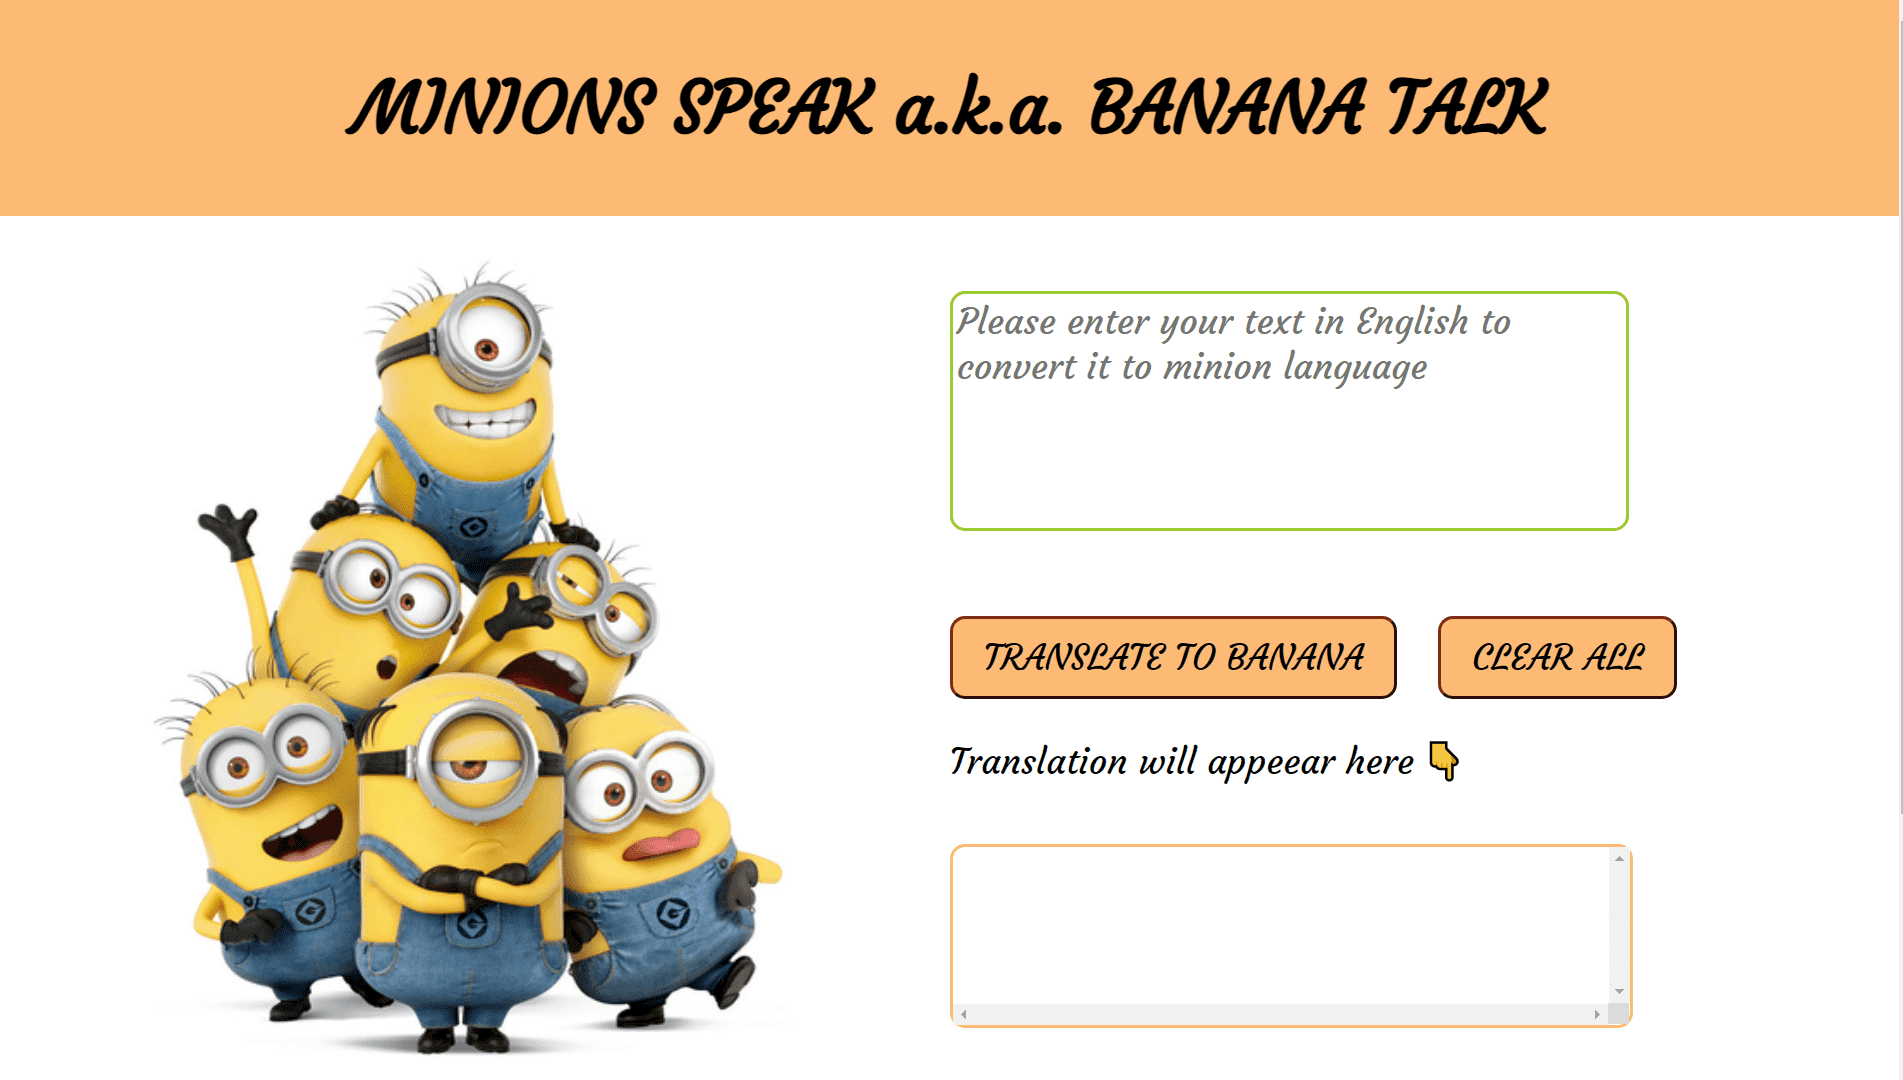 MINIONS SPEAK a.k.a. BANANA TALK
Please enter your text in English to
convert it to minion language
TRANSLATE TO BANANA
CLEAR ALL
Translation will appeear here 👇